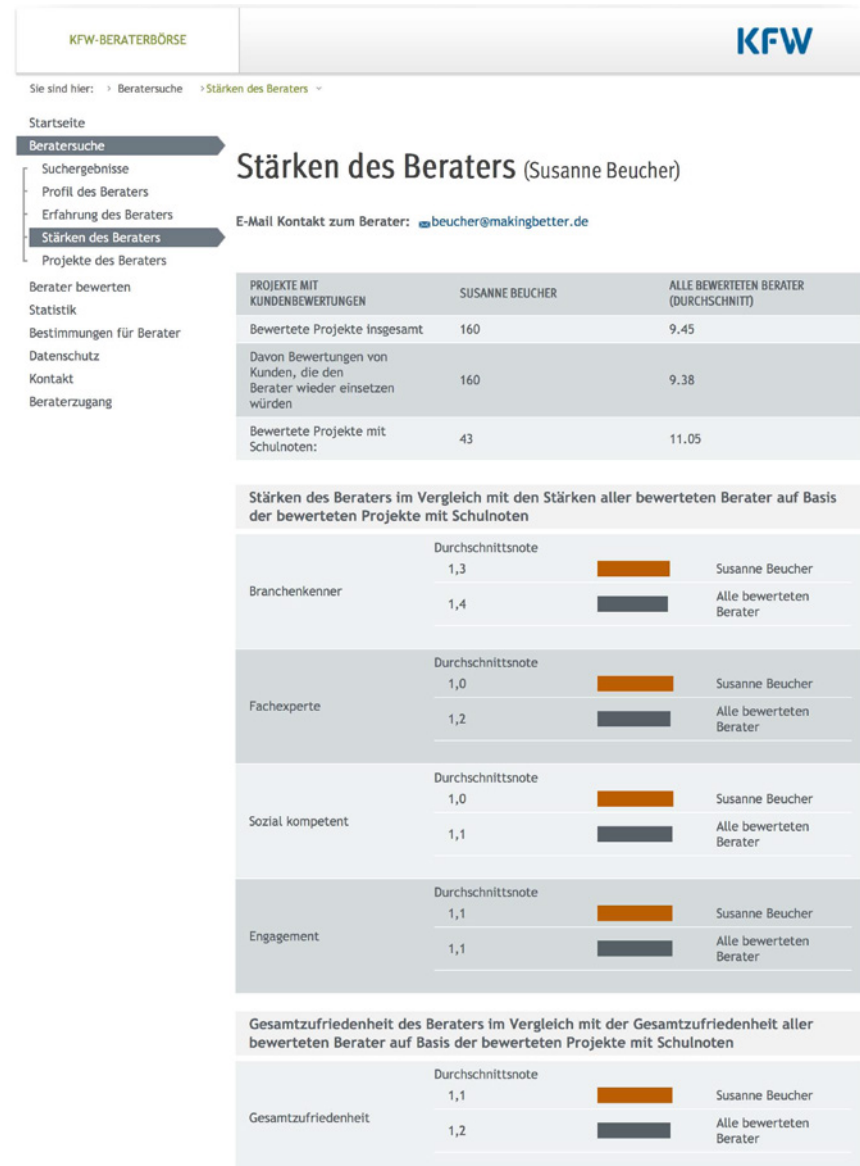 KFW-BERATERBÖRSE
KFW
Sie sind hier: > Beratersuche > Stärken des Beraters
Startseite
Beratersuche
Suchergebnisse
Profil des Beraters
Erfahrung des Beraters
Stärken des Beraters
Projekte des Beraters
Berater bewerten
Statistik
Bestimmungen für Berater
Datenschutz
Kontakt
Beraterzugang
Stärken des Beraters (Susanne Beucher)
E-Mail Kontakt zum Berater: beucher@makingbetter.de
PROJEKTE MIT
KUNDENBEWERTUNGEN
SUSANNE BEUCHER
ALLE BEWERTETEN BERATER
(DURCHSCHNITT)
Bewertete Projekte insgesamt 160 9.45
Davon Bewertungen von
Kunden, die den
Berater wieder einsetzen
würden
160 9.38
Bewertete Projekte mit
Schulnoten:
43 11.05
Stärken des Beraters im Vergleich mit den Stärken aller bewerteten Berater auf Basis
der bewerteten Projekte mit Schulnoten
Branchenkenner
Durchschnittsnote
1,3 Susanne Beucher
1,4 Alle bewerteten
Berater
Fachexperte
Durchschnittsnote
1,0 Susanne Beucher
1,2 Alle bewerteten
Berater
Sozial kompetent
Durchschnittsnote
1,0 Susanne Beucher
1,1 Alle bewerteten
Berater
Engagement
Durchschnittsnote
1,1 Susanne Beucher
1,1 Alle bewerteten
Berater
Gesamtzufriedenheit des Beraters im Vergleich mit der Gesamtzufriedenheit aller
bewerteten Berater auf Basis der bewerteten Projekte mit Schulnoten
Gesamtzufriedenheit
Durchschnittsnote
1,1 Susanne Beucher
1,2 Alle bewerteten
Berater